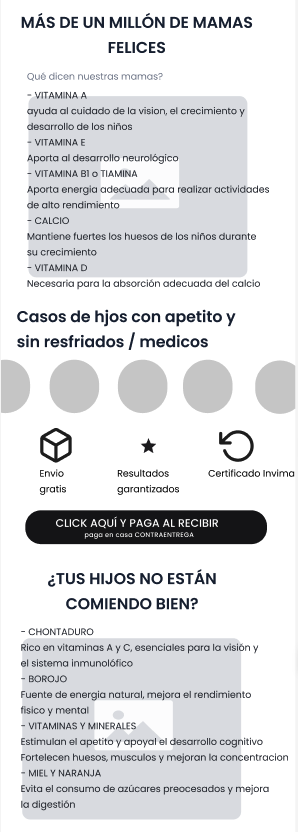 MÁS DE UN MILLÓN DE MAMAS
FELICES
Qué dicen nuestras mamas?
- VITAMINA A
ayuda al cuidado de la vision, el crecimiento y
desarrollo de los niños
- VITAMINA E
Aporta al desarrollo neurológico
- VITAMINA B1 o TIAMINA
Aporta energia adecuada para realizar actividades
de alto rendimiento
- CALCIO
Mantiene fuertes los huesos de los niños durante
su crecimiento
- VITAMINA D
Necesaria para la absorción adecuada del calcio
Casos de hjos con apetito y
sin resfriados / medicos
Envio
gratis
Resultados
garantizados
Certificado Invima
CLICK AQUÍ Y PAGA AL RECIBIR
paga en casa CONTRAENTREGA
¿TUS HIJOS NO ESTÁN
COMIENDO BIEN?
- CHONTADURO
Rico en vitaminas A y C, esenciales para la visión y
el sistema inmunolófico
- BOROJO
Fuente de energia natural, mejora el rendimiento
fisico y mental
- VITAMINAS Y MINERALES
Estimulan el apetito y apoyal el desarrollo cognitivo
Fortelecen huesos, musculos y mejoran la concentracion
- MIEL Y NARANJA
Evita el consumo de azúcares preocesados y mejora
la digestión